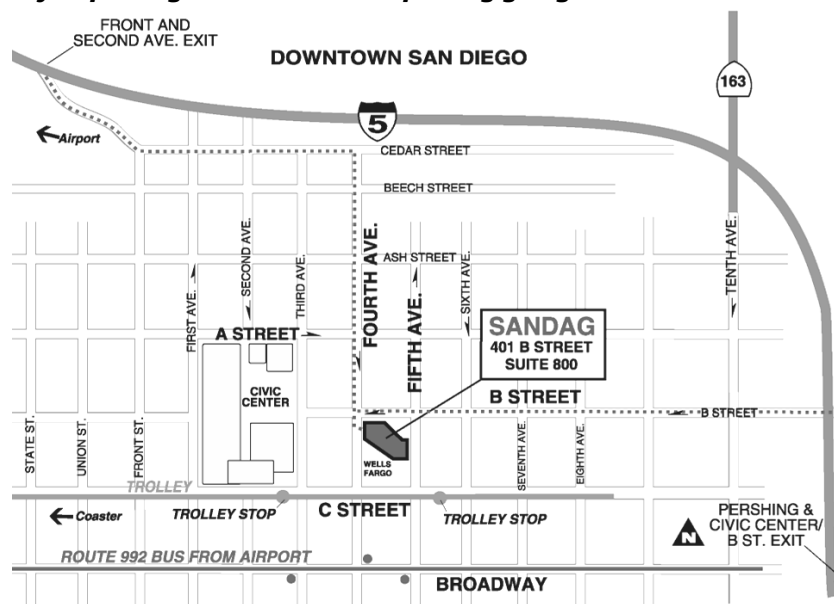 FRONT AND
SECOND AVE. EXIT
DOWNTOWN SAN DIEGO
163
5
Airport
CEDAR STREET
BEECH STREET
ASH STREET
FIRST AVE.
SECOND AVE.
THIRD AVE.
FOURTH AVE.
FIFTH AVE.
SIXTH AVE.
TENTH AVE.
A STREET
SANDAG
401 B STREET
SUITE 800
CIVIC
CENTER
B STREET
B STREET
STATE ST.
UNION ST.
FRONT ST.
SEVENTH AVE.
EIGHTH AVE.
WELLS
FARGO
TROLLEY
Coaster
TROLLEY STOP
C STREET
TROLLEY STOP
N
PERSHING &
CIVIC CENTER/
B ST. EXIT
ROUTE 992 BUS FROM AIRPORT
BROADWAY